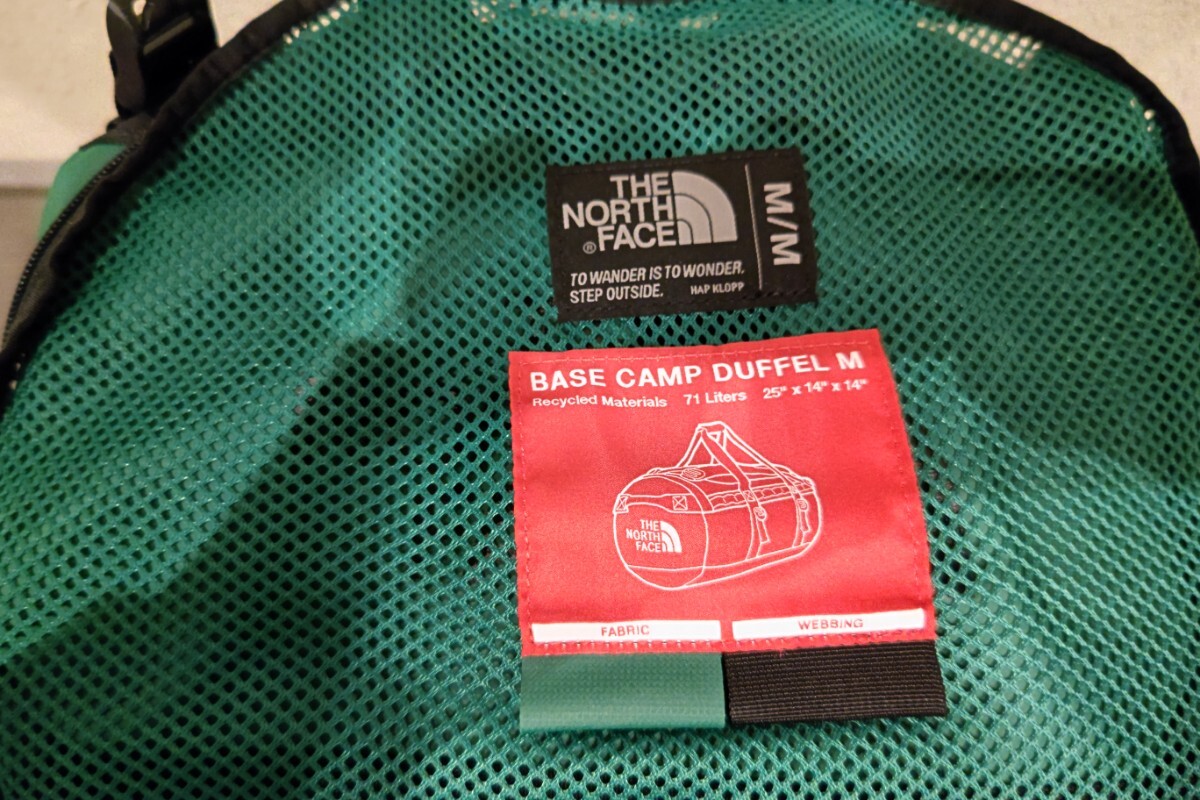 THE
NORTH
® FACE
M/M
TO WANDER IS TO WONDER.
STEP OUTSIDE. HAP KLOPP
BASE CAMP DUFFEL M
Recycled Materials 71 Liters 25" x 14" x 14"
THE
NORTH
FACE
FABRIC WEBBING